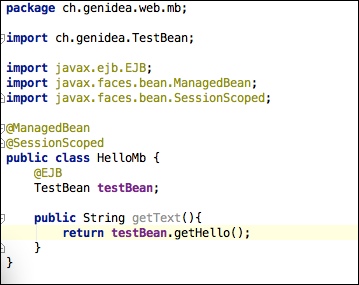 package ch.genidea.web.mb;
import ch.genidea.TestBean;
import javax.ejb.EJB;
import javax.faces.bean.ManagedBean;
import javax.faces.bean.SessionScoped;
@ManagedBean
@SessionScoped
public class HelloMb {
@EJB
TestBean testBean;
public String getText(){
return testBean.getHello();
}
}